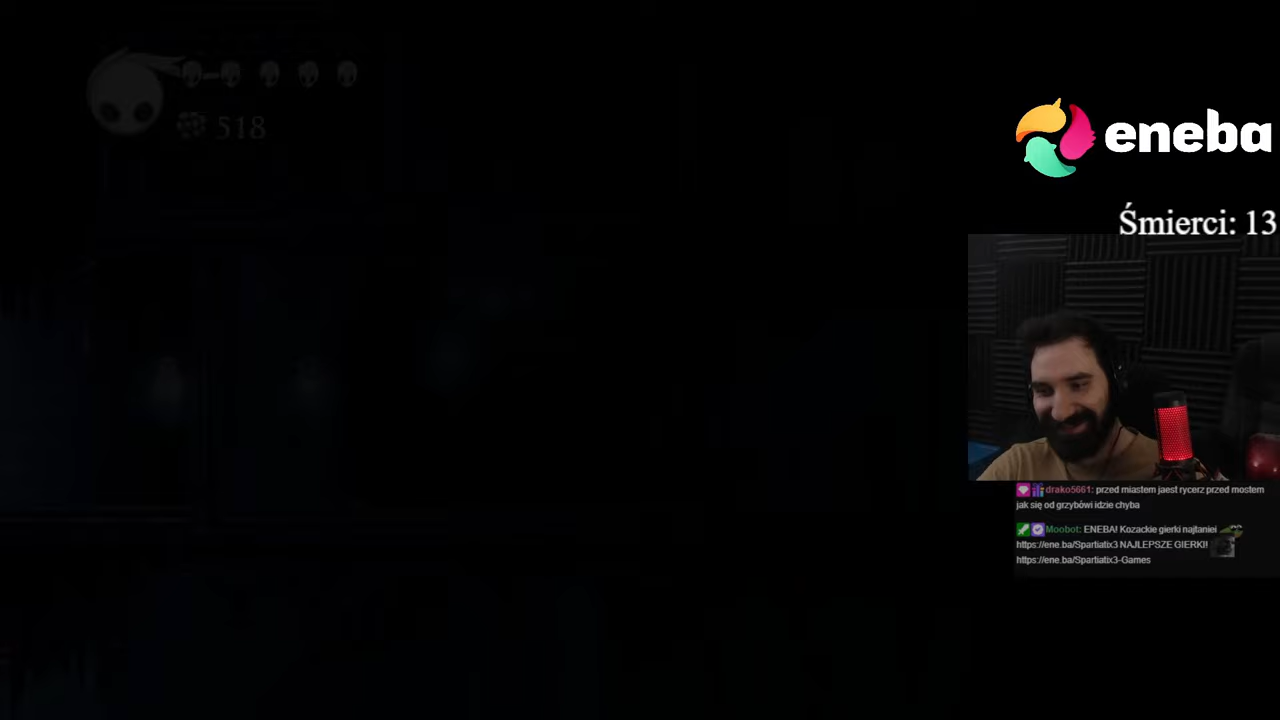 518
eneba
Śmierci: 13
drako5661: przed miastem jaest rycerz przed mostem
jak się od grzybówi idzie chyba
Moobot: ENEBA! Kozackie gierki najtaniej
https://ene.ba/Spartiatix3 NAJLEPSZE GIERKI!
https://ene.ba/Spartiatix3-Games